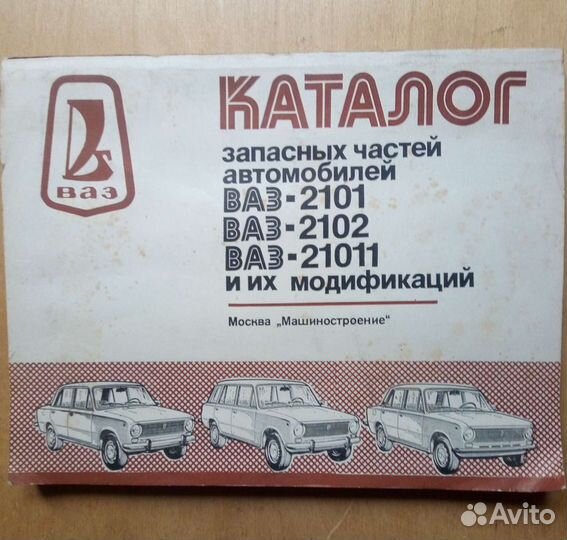 ВАЗ
КАТАЛОГ
запасных частей
автомобилей
ВАЗ-2101
ВАЗ-2102
ВАЗ-21011
и их модификаций
Москва „Машиностроение"
Avito